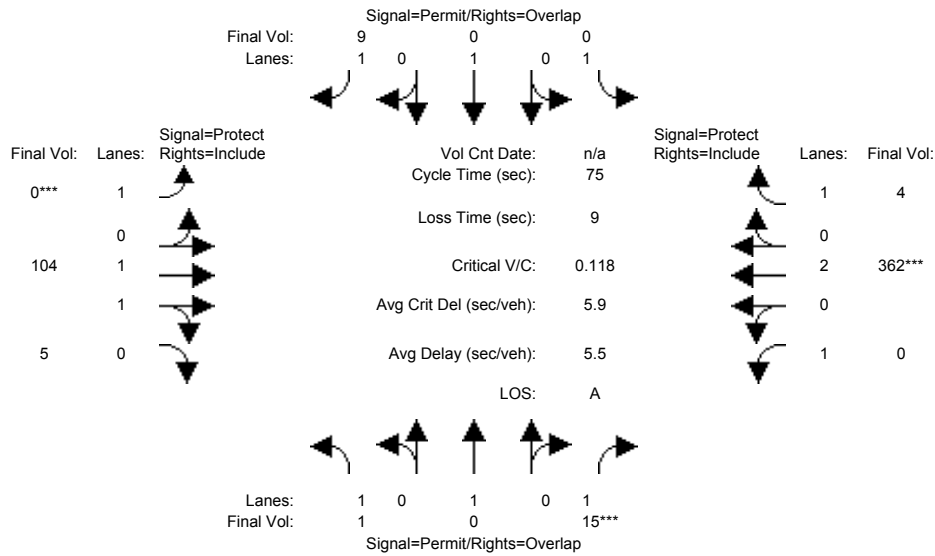 Signal=Permit/Rights=Overlap
Final Vol: 9 0 0
Lanes: 1 0 1 0 1
Signal=Protect
Final Vol: Lanes: Rights=Include
Vol Cnt Date: n/a
Signal=Protect
Rights=Include Lanes: Final Vol:
Cycle Time (sec): 75
0*** 1
1 4
Loss Time (sec): 9
0
0
104 1
Critical V/C: 0.118
2 362***
1
Avg Crit Del (sec/veh): 5.9
0
5 0
Avg Delay (sec/veh): 5.5
1 0
LOS: A
Lanes: 1 0 1 0 1
Final Vol: 1 0 15***
Signal=Permit/Rights=Overlap